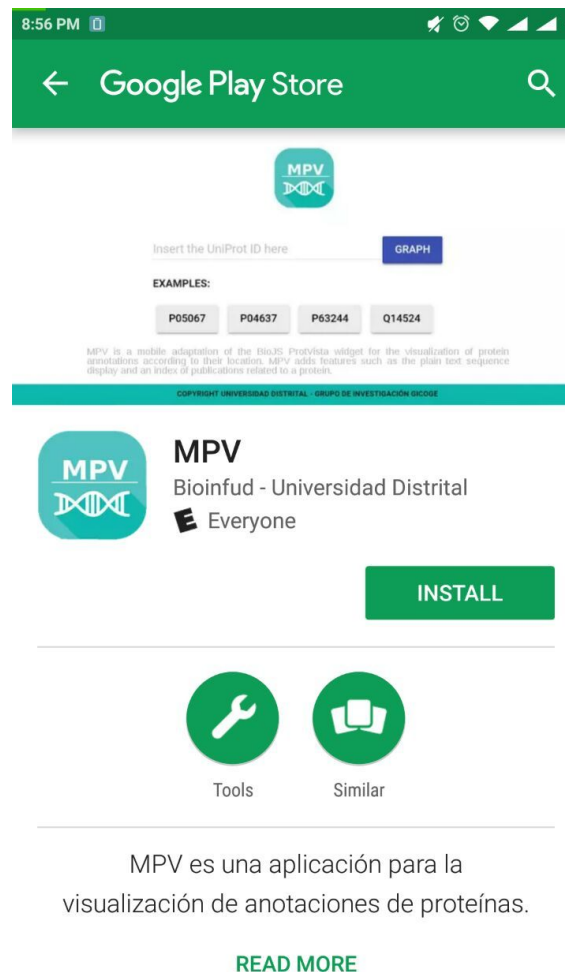 8:56 PM
Google Play Store
MPV
Insert the UniProt ID here
GRAPH
EXAMPLES:
P05067 P04637 P63244 Q14524
MPV is a mobile adaptation of the BioJS ProtVista widget for the visualization of protein
annotations according to their location. MPV adds features such as the plain text sequence
display and an index of publications related to a protein.
COPYRIGHT UNIVERSIDAD DISTRITAL - GRUPO DE INVESTIGACIÓN GICOGE
MPV
MPV
Bioinfud - Universidad Distrital
E Everyone
INSTALL
Tools Similar
MPV es una aplicación para la
visualización de anotaciones de proteínas.
READ MORE